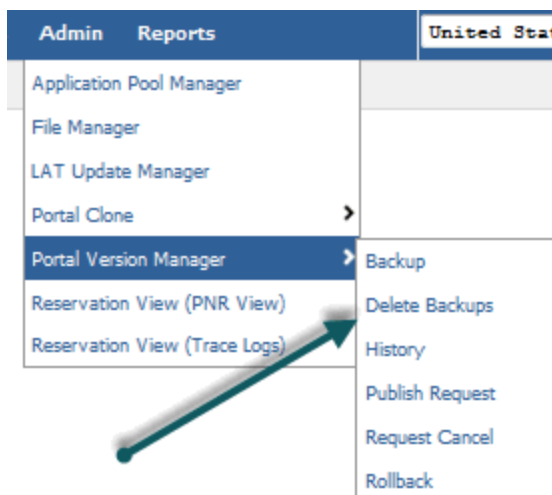 Admin Reports United Sta
Application Pool Manager
File Manager
LAT Update Manager
Portal Clone
Portal Version Manager
Reservation View (PNR View)
Reservation View (Trace Logs)
Backup
Delete Backups
History
Publish Request
Request Cancel
Rollback